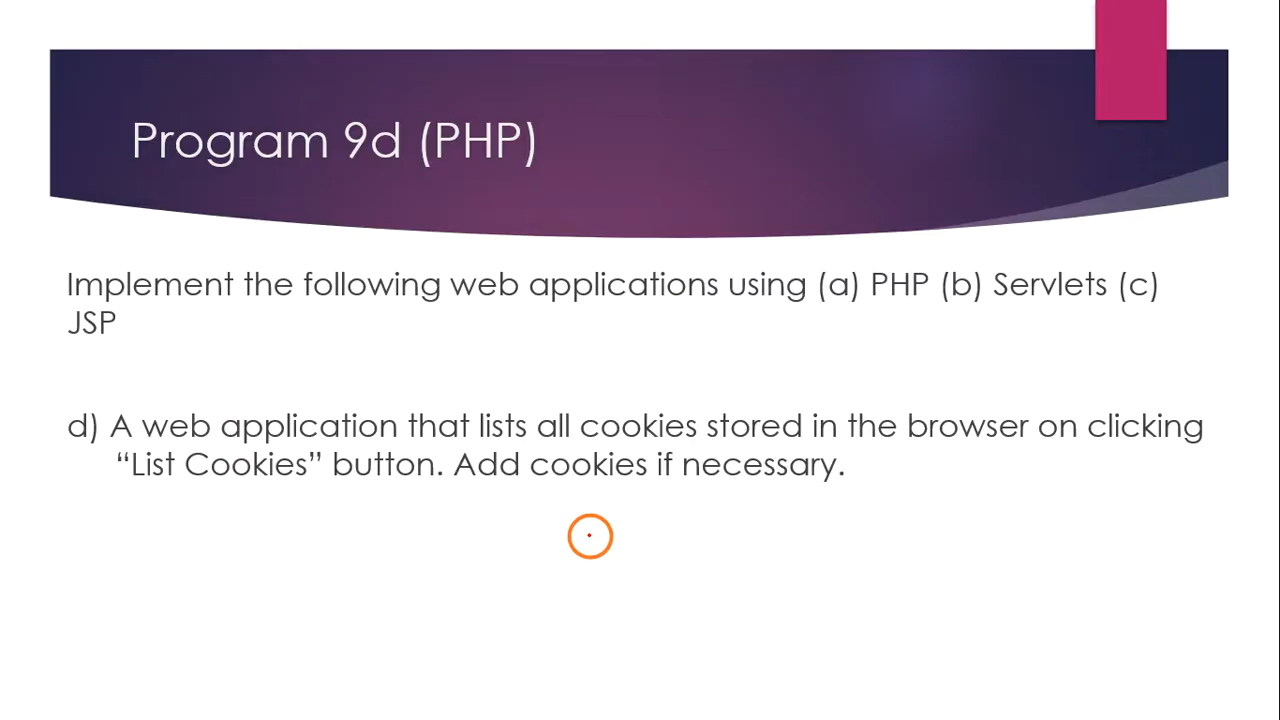 Program 9d (PHP)
Implement the following web applications using (a) PHP (b) Servlets (c)
JSP
d) A web application that lists all cookies stored in the browser on clicking
“List Cookies” button. Add cookies if necessary.